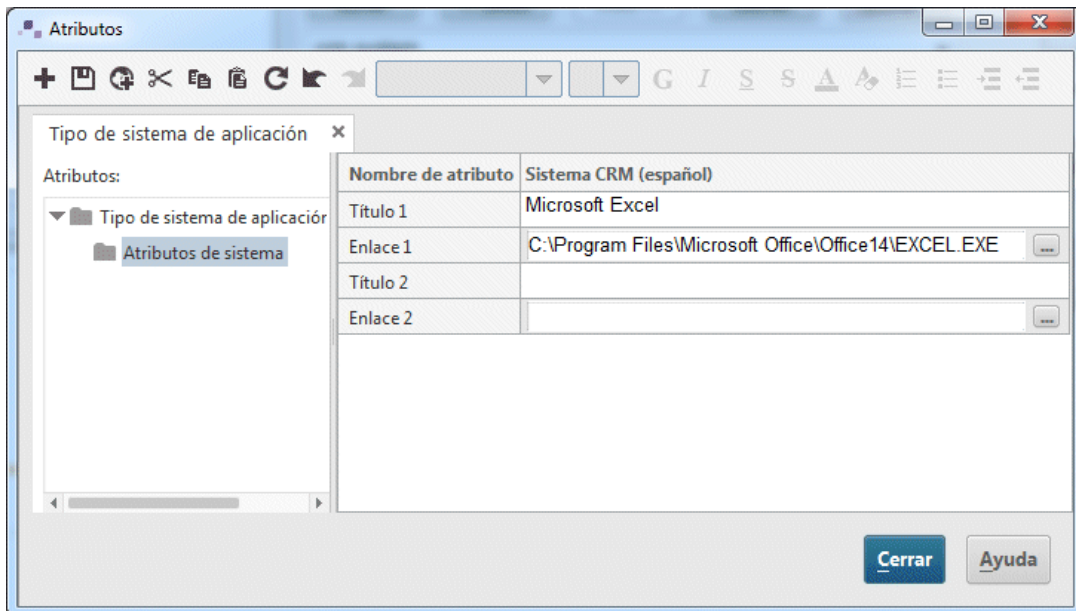 Atributos
G I S S A
Tipo de sistema de aplicación
Atributos:
Tipo de sistema de aplicaciór
Atributos de sistema
Nombre de atributo Sistema CRM (español)
Título 1 Microsoft Excel
Enlace 1 C:\Program Files\Microsoft Office\Office14\EXCEL.EXE ...
Título 2
Enlace 2 ...
Cerrar Ayuda